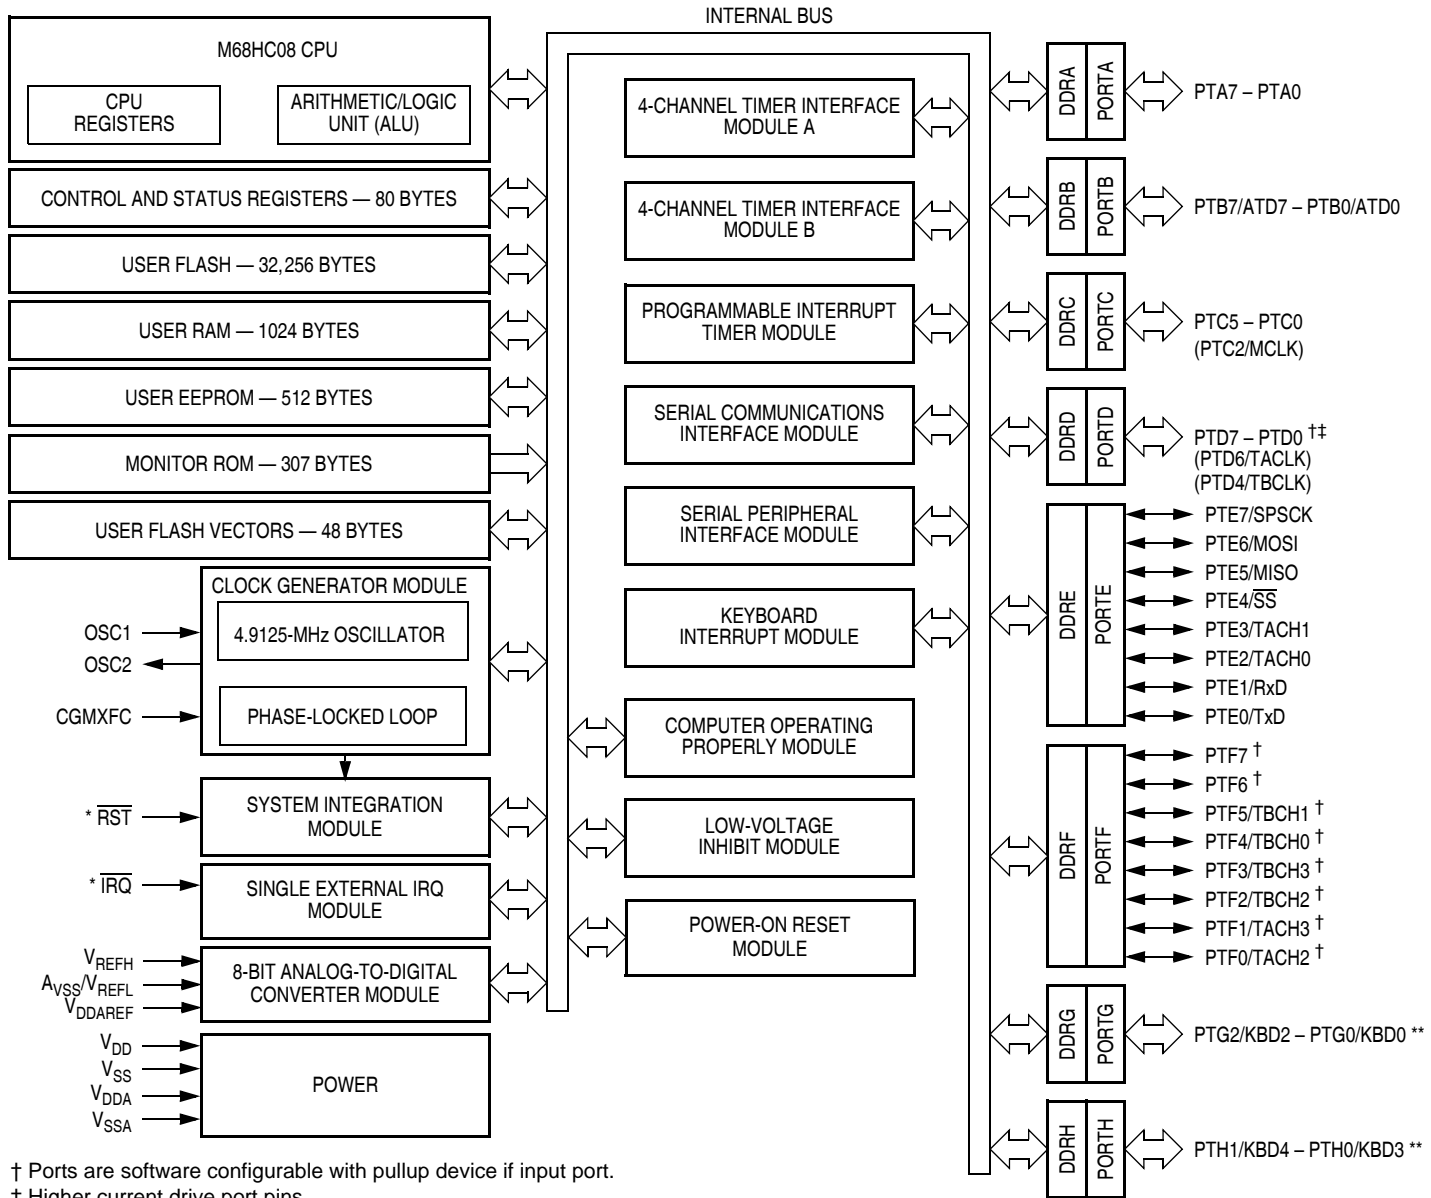 INTERNAL BUS
M68HC08 CPU
CPU
REGISTERS
ARITHMETIC/LOGIC
UNIT (ALU)
CONTROL AND STATUS REGISTERS — 80 BYTES
USER FLASH — 32,256 BYTES
USER RAM — 1024 BYTES
USER EEPROM — 512 BYTES
MONITOR ROM — 307 BYTES
USER FLASH VECTORS — 48 BYTES
CLOCK GENERATOR MODULE
4.9125-MHz OSCILLATOR
PHASE-LOCKED LOOP
OSC1
OSC2
CGMXFC
SYSTEM INTEGRATION
MODULE
* RST
SINGLE EXTERNAL IRQ
MODULE
* IRQ
8-BIT ANALOG-TO-DIGITAL
CONVERTER MODULE
VREFH
AVSS/VREFL
VDDAREF
POWER
VDD
VSS
VDDA
VSSA
4-CHANNEL TIMER INTERFACE
MODULE A
4-CHANNEL TIMER INTERFACE
MODULE B
PROGRAMMABLE INTERRUPT
TIMER MODULE
SERIAL COMMUNICATIONS
INTERFACE MODULE
SERIAL PERIPHERAL
INTERFACE MODULE
KEYBOARD
INTERRUPT MODULE
COMPUTER OPERATING
PROPERLY MODULE
LOW-VOLTAGE
INHIBIT MODULE
POWER-ON RESET
MODULE
DDRA
PORTA
PTA7 – PTA0
DDRB
PORTB
PTB7/ATD7 – PTB0/ATD0
DDRC
PORTC
PTC5 – PTC0
(PTC2/MCLK)
DDRD
PORTD
PTD7 – PTD0 †‡
(PTD6/TACLK)
(PTD4/TBCLK)
DDRE
PORTE
PTE7/SPSCK
PTE6/MOSI
PTE5/MISO
PTE4/SS
PTE3/TACH1
PTE2/TACH0
PTE1/RxD
PTE0/TxD
DDRF
PORTF
PTF7 †
PTF6 †
PTF5/TBCH1 †
PTF4/TBCH0 †
PTF3/TBCH3 †
PTF2/TBCH2 †
PTF1/TACH3 †
PTF0/TACH2 †
DDRG
PORTG
PTG2/KBD2 – PTG0/KBD0 **
DDRH
PORTH
PTH1/KBD4 – PTH0/KBD3 **
† Ports are software configurable with pullup device if input port.
‡ Higher current drive port pins